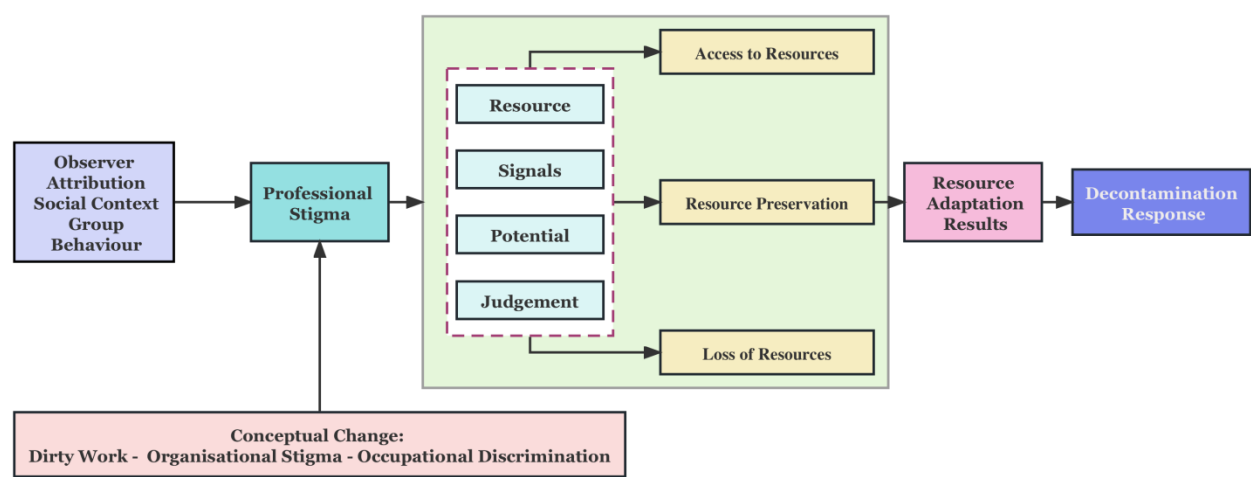 Observer
Attribution
Social Context
Group
Behaviour
Professional
Stigma
Resource
Signals
Potential
Judgement
Access to Resources
Resource Preservation
Loss of Resources
Resource
Adaptation
Results
Decontamination
Response
Conceptual Change:
Dirty Work - Organisational Stigma - Occupational Discrimination